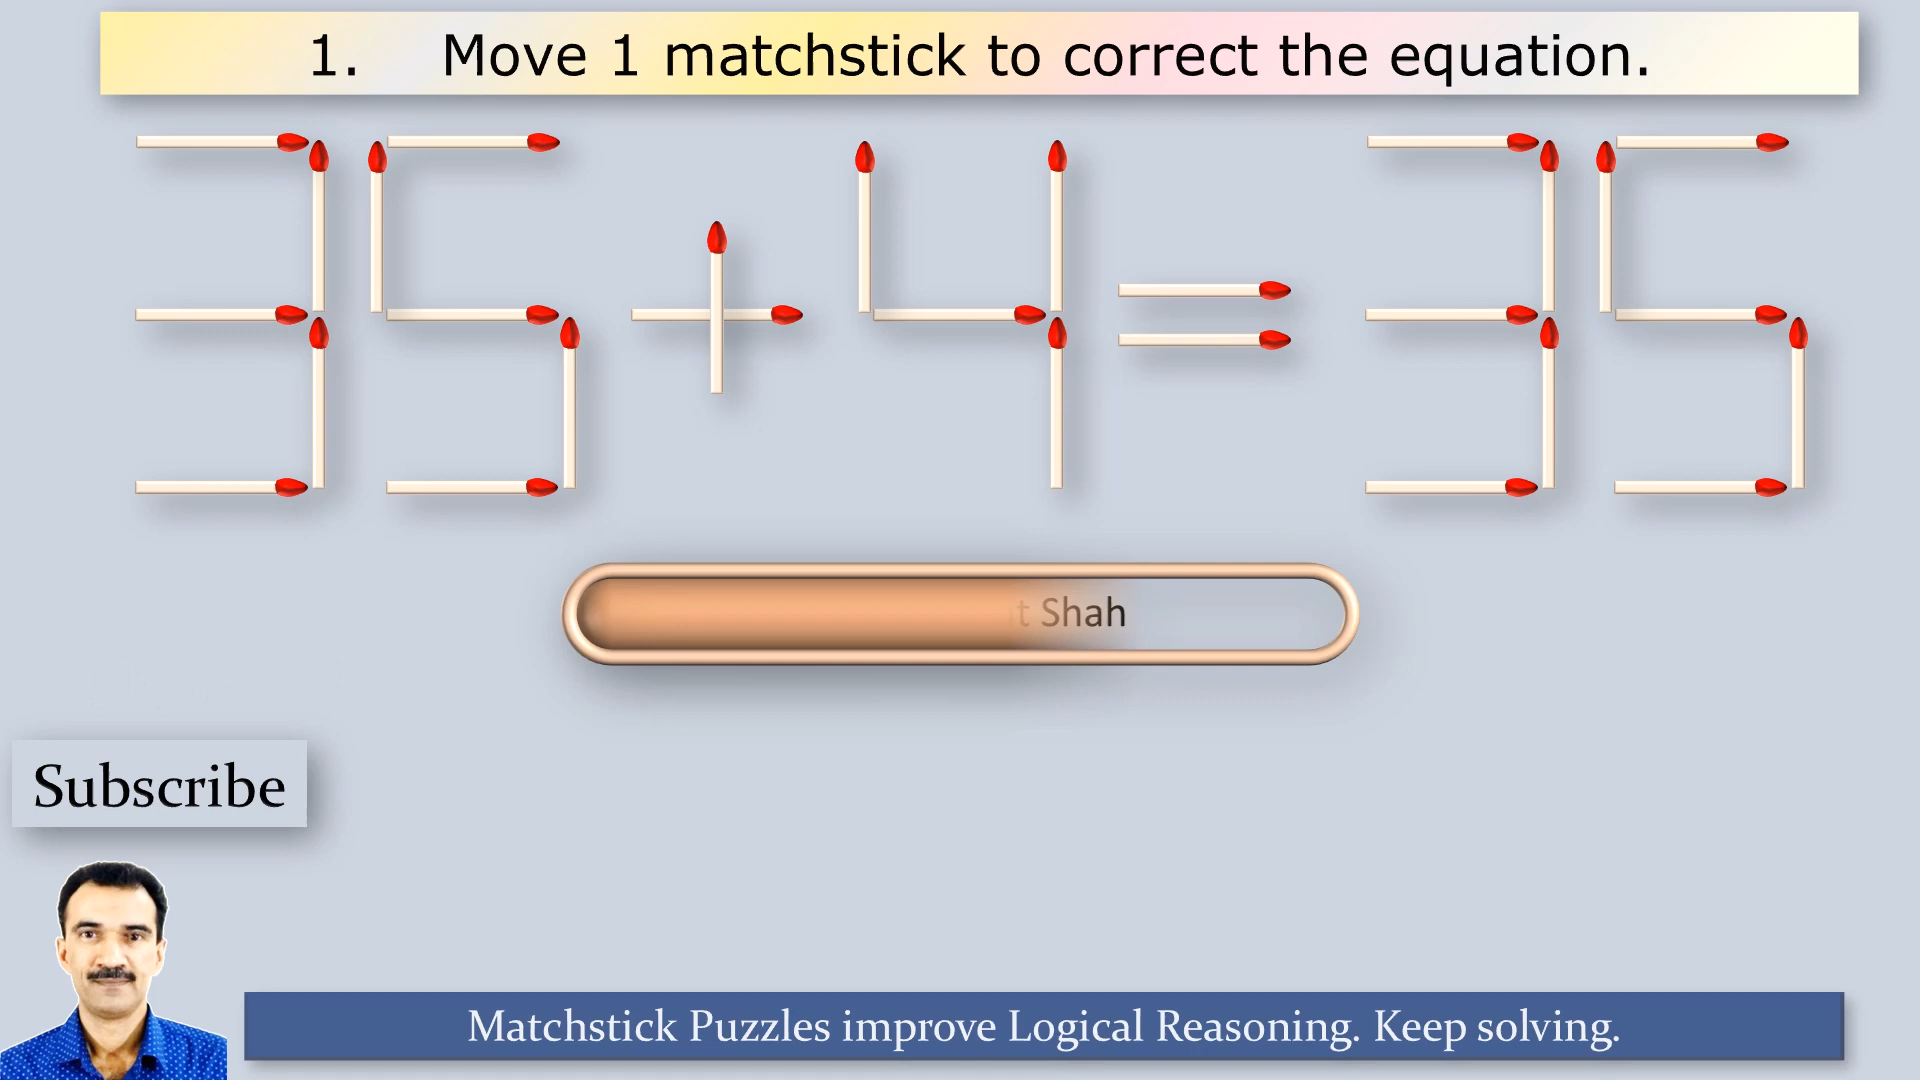 1. Move 1 matchstick to correct the equation.
35+4=35
Shah
Subscribe
Matchstick Puzzles improve Logical Reasoning. Keep solving.